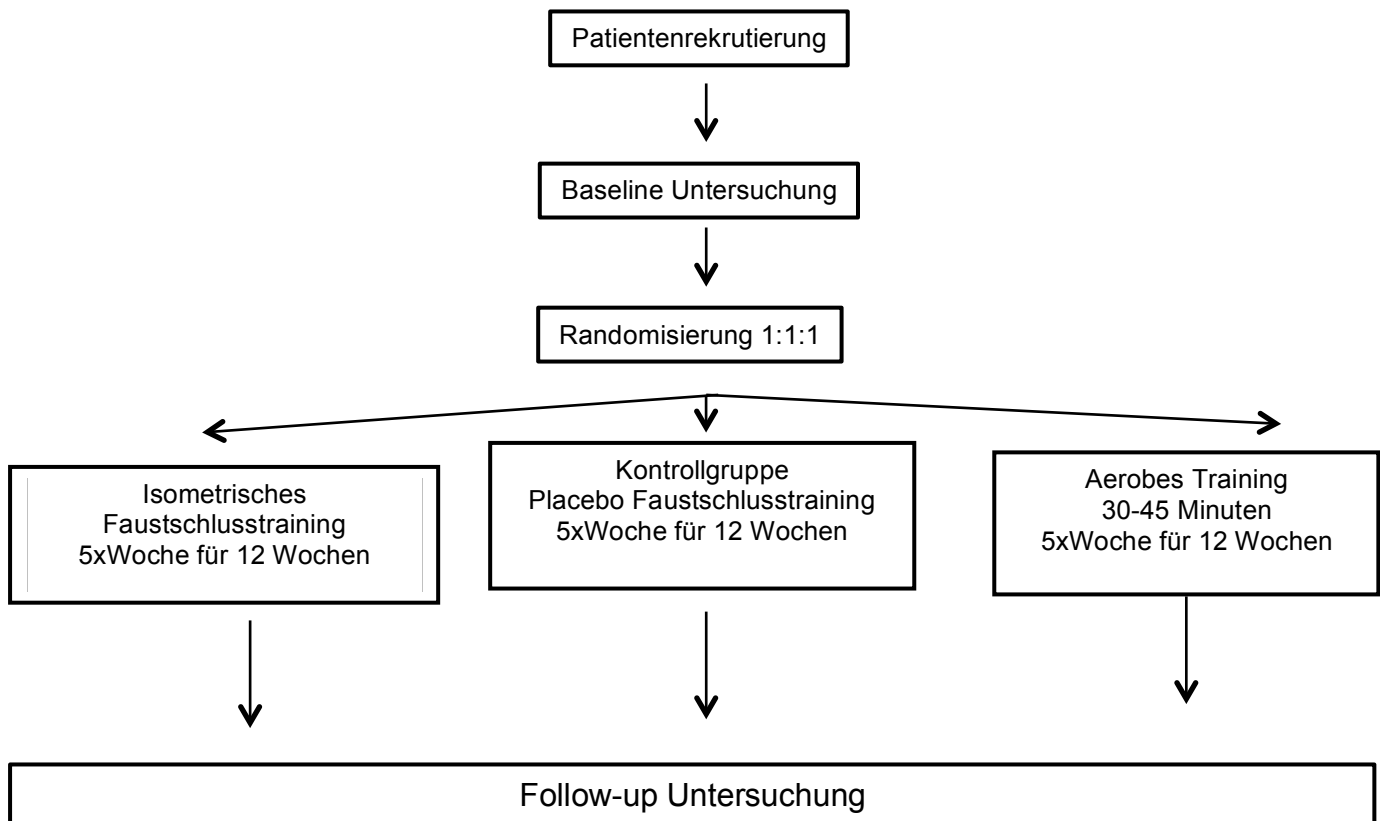 Patientenrekrutierung
Baseline Untersuchung
Randomisierung 1:1:1
Isometrisches
Faustschlusstraining
5xWoche für 12 Wochen
Kontrollgruppe
Placebo Faustschlusstraining
5xWoche für 12 Wochen
Aerobes Training
30-45 Minuten
5xWoche für 12 Wochen
Follow-up Untersuchung